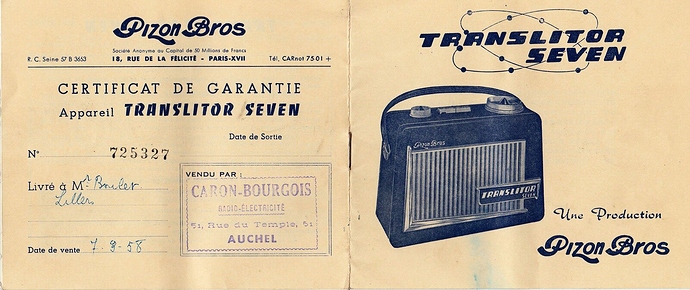 Pizon Bros
Société Anonyme au Capital de 50 Millions de Francs
R. C. Seine 57 B 3653
18, RUE DE LA FÉLICITÉ - PARIS-XVII
Tél. CARnot 75 01 +
CERTIFICAT DE GARANTIE
Appareil TRANSLITOR SEVEN
Date de Sortie
N° 725327
Livré à Mr Boulet
Lillers
Date de vente 7-9-58
VENDU PAR :
CARON-BOURGOIS
RADIO-ÉLECTRICITÉ
51, Rue du Temple, 51
AUCHEL
TRANSLITOR
SEVEN
Pizon Bros
TRANSLITOR
SEVEN
Une Production
Pizon Bros